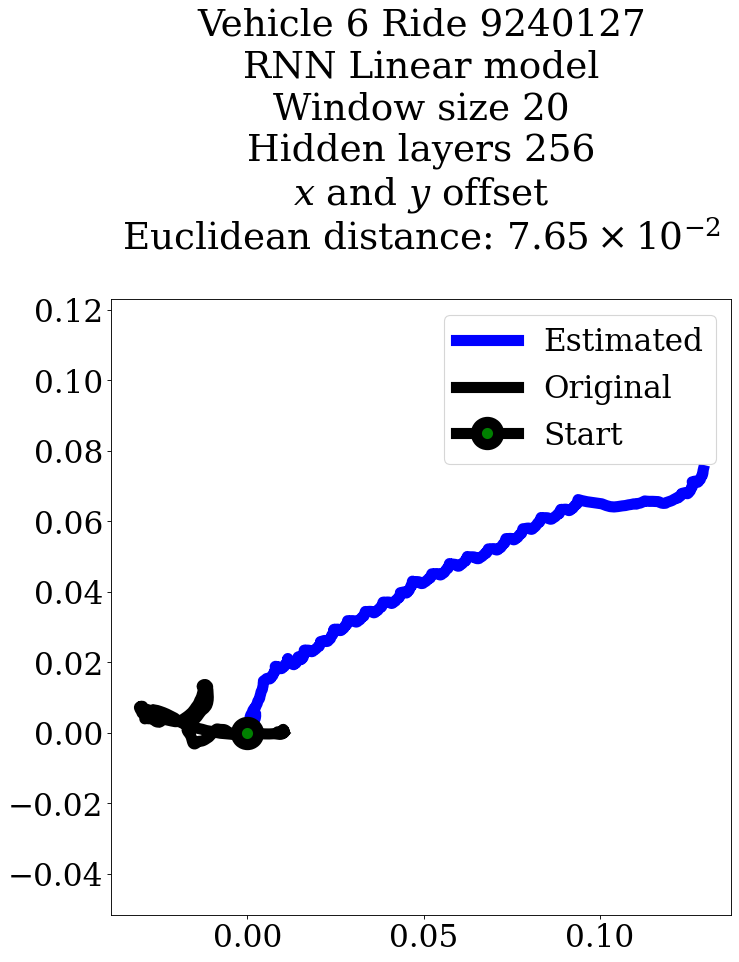 Vehicle 6 Ride 9240127
RNN Linear model
Window size 20
Hidden layers 256
x and y offset
Euclidean distance: 7.65 × 10⁻²
Estimated
Original
Start
0.12
0.10
0.08
0.06
0.04
0.02
0.00
−0.02
−0.04
0.00 0.05 0.10